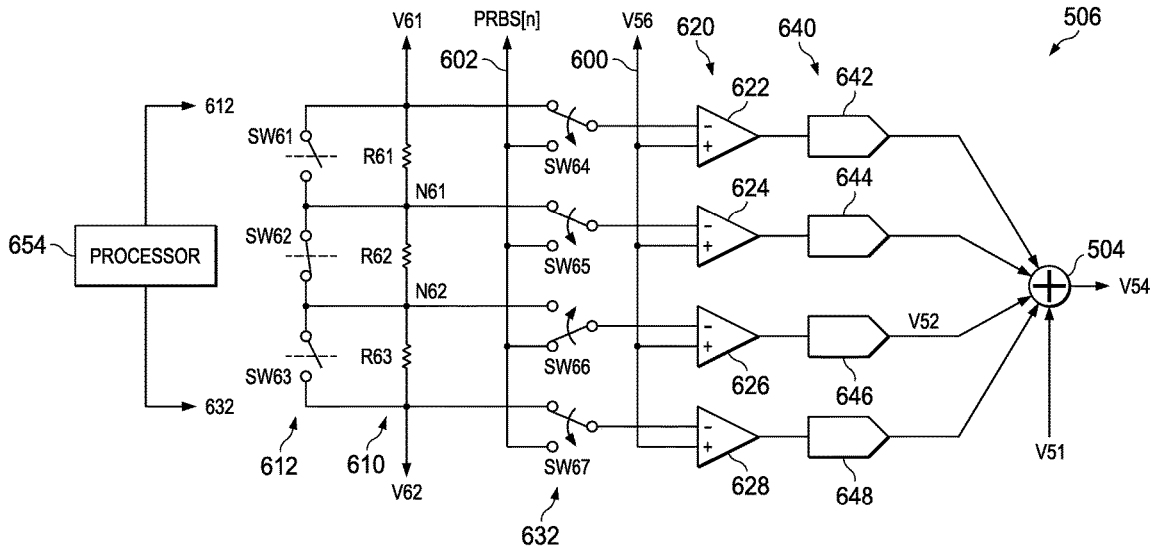 V61
PRBS[n]
V56
506
602
600
620
640
612
622
642
SW61
R61
SW64
N61
624
644
654
PROCESSOR
SW62
R62
SW65
504
V54
N62
V52
R63
SW66
SW63
626
646
632
612
610
SW67
V51
628
648
V62
632
−
+
−
+
−
+
−
+
+